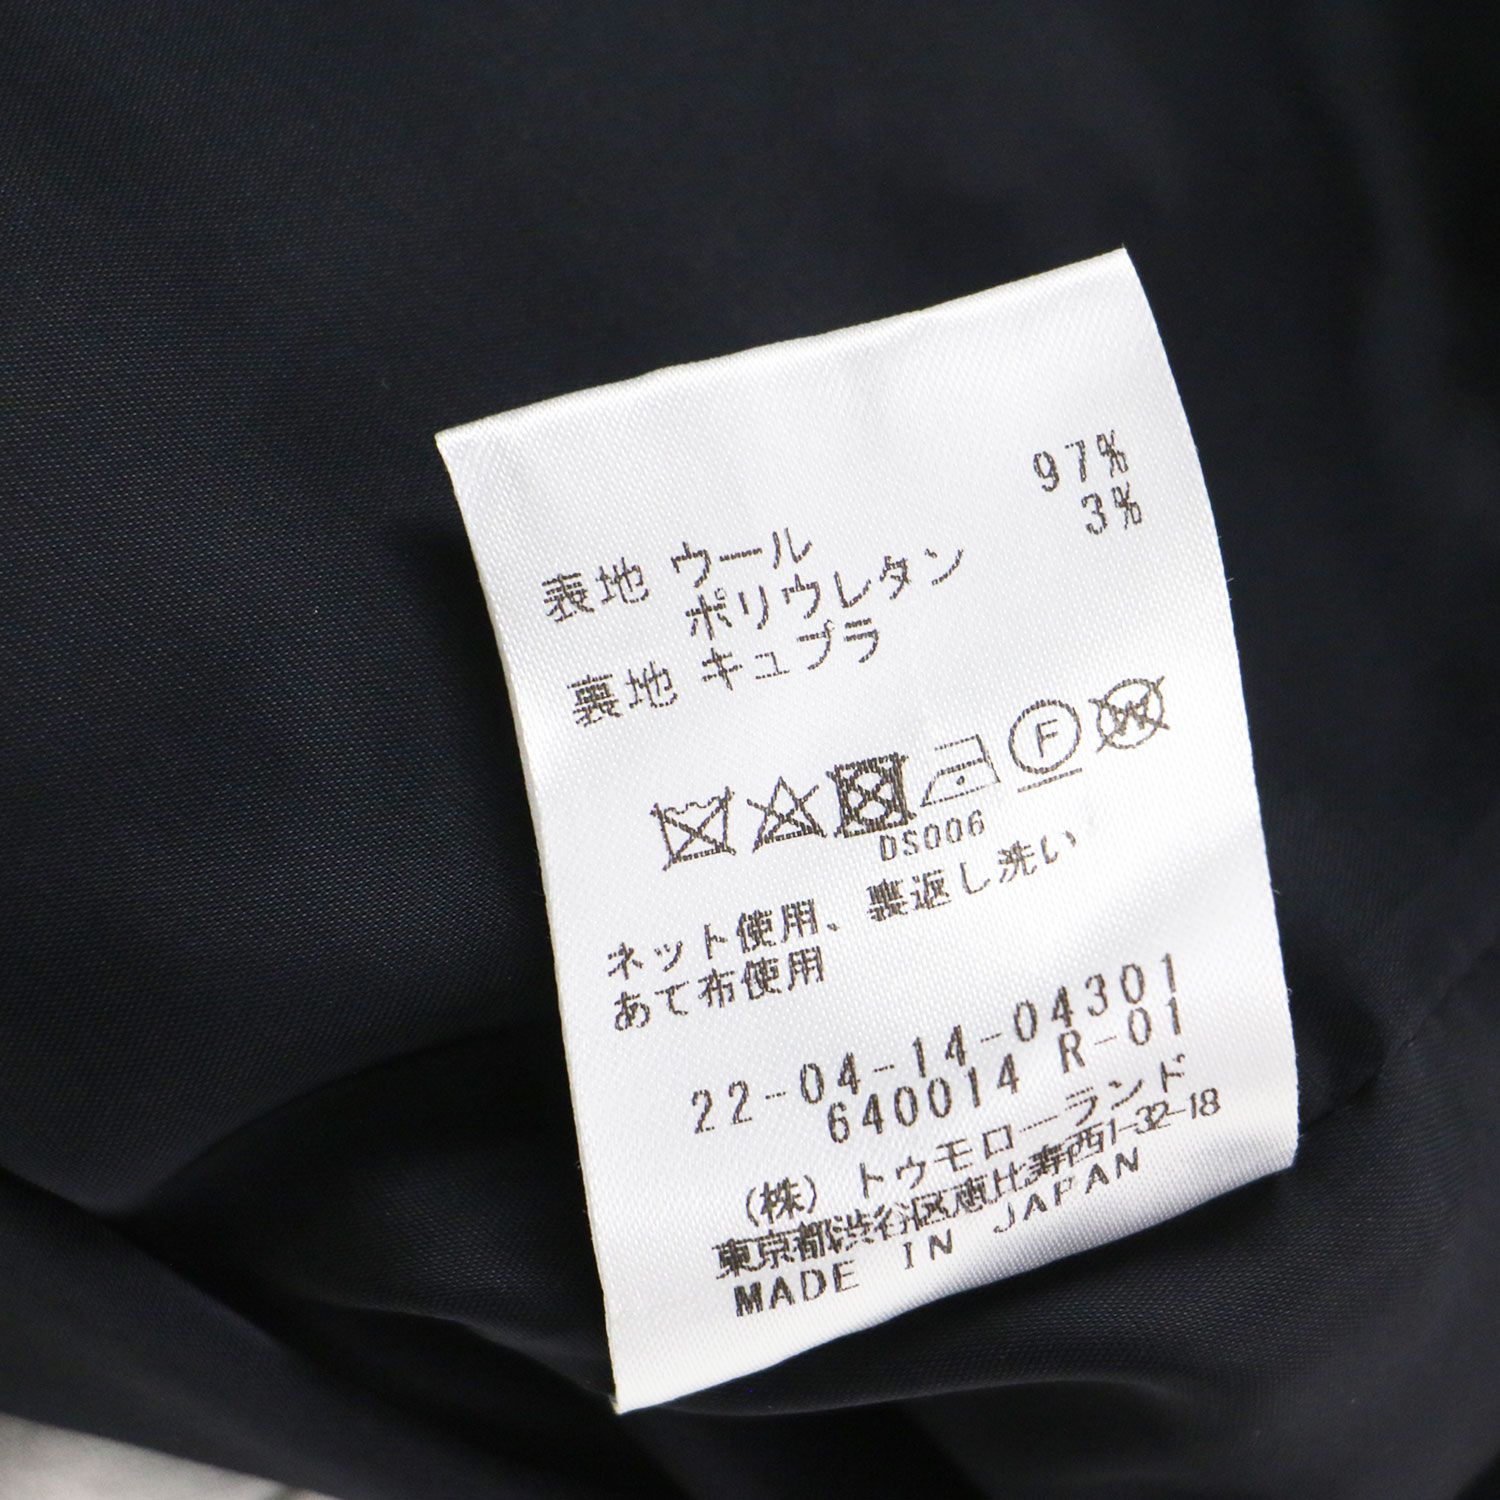 表地 ウール 97%
ポリウレタン 3%
裏地 キュプラ
F W
DS006
ネット使用、裏返し洗い
あて布使用
22-04-14-04301
640014 R-01
(株) トゥモローランド
東京都渋谷区恵比寿西1-32-18
MADE IN JAPAN